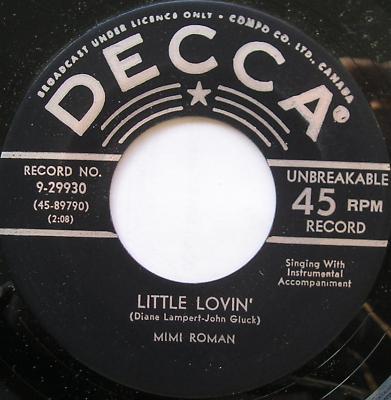 BROADCAST UNDER LICENCE ONLY • COMPO CO. LTD., CANADA
DECCA
RECORD NO.
9-29930
(45-89790)
(2:08)
UNBREAKABLE
45 RPM
RECORD
Singing With
Instrumental
Accompaniment
LITTLE LOVIN'
(Diane Lampert-John Gluck)
MIMI ROMAN